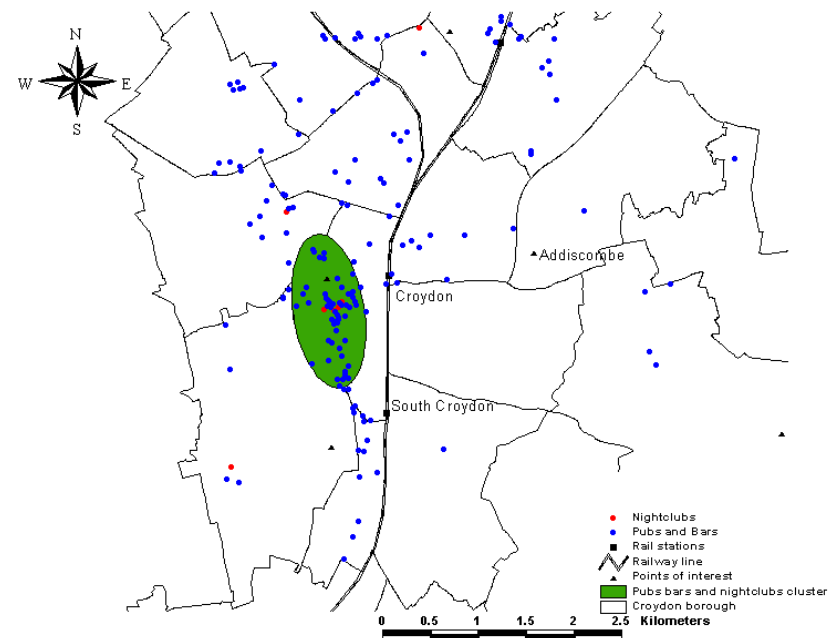 N
W E
S
Addiscombe
Croydon
South Croydon
Nightclubs
Pubs and Bars
Rail stations
Railway line
Points of interest
Pubs bars and nightclubs cluster
Croydon borough
0 0.5 1 1.5 2 2.5
Kilometers